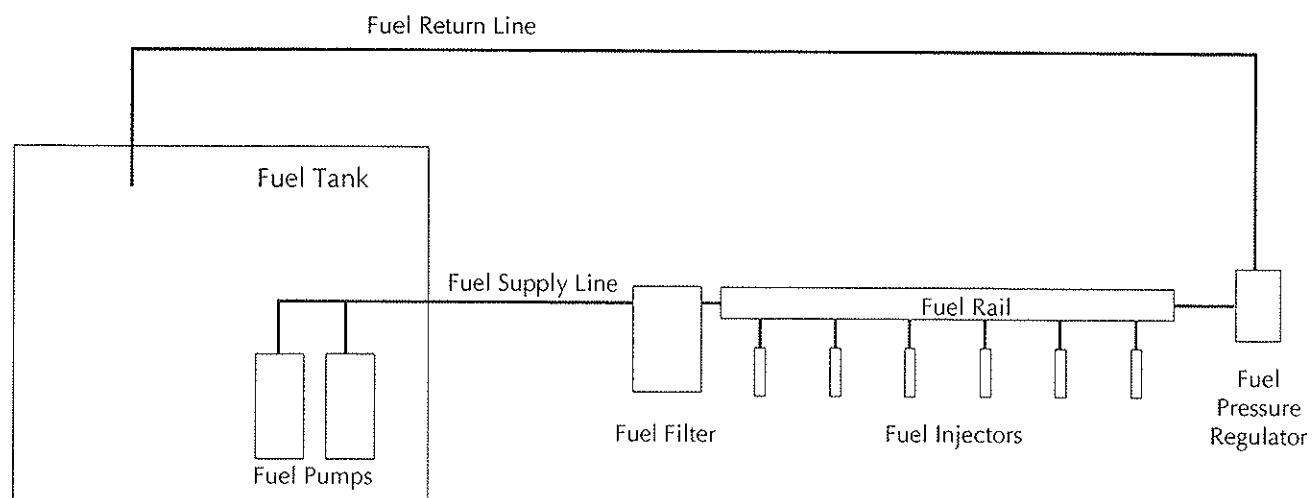 Fuel Return Line
Fuel Tank
Fuel Supply Line
Fuel Rail
Fuel Filter
Fuel Injectors
Fuel
Pressure
Regulator
Fuel Pumps